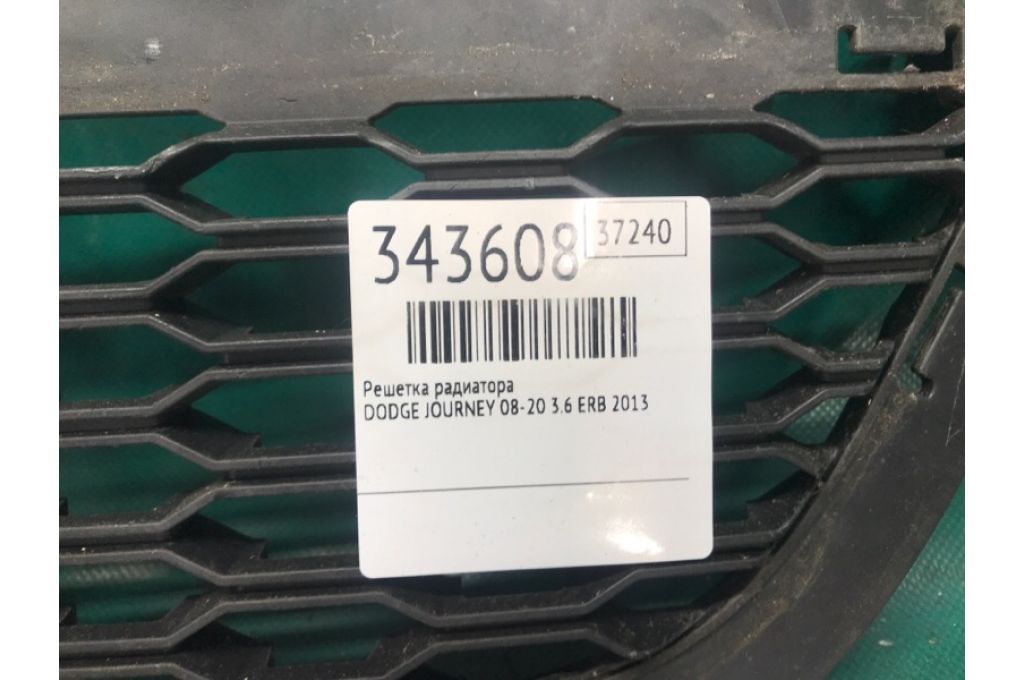 343608
37240
Решетка радиатора
DODGE JOURNEY 08-20 3.6 ERB 2013